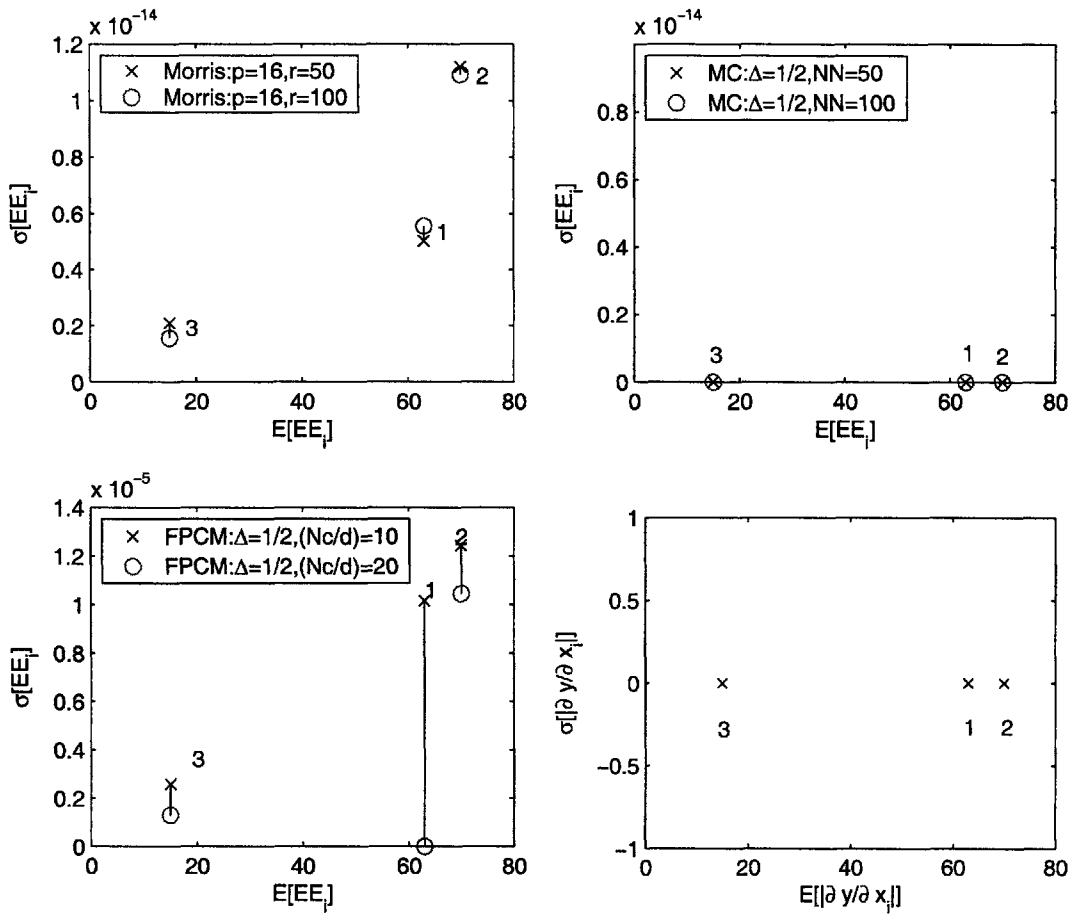 x 10^-14
1.2
1
0.8
0.6
0.4
0.2
0
0 20 40 60 80
σ[EE_i]
E[EE_i]
× Morris:p=16,r=50
○ Morris:p=16,r=100
2
1
3
x 10^-14
0.8
0.6
0.4
0.2
0
0 20 40 60 80
σ[EE_i]
E[EE_i]
× MC:Δ=1/2,NN=50
○ MC:Δ=1/2,NN=100
3
1
2
x 10^-5
1.4
1.2
1
0.8
0.6
0.4
0.2
0
0 20 40 60 80
σ[EE_i]
E[EE_i]
× FPCM:Δ=1/2,(Nc/d)=10
○ FPCM:Δ=1/2,(Nc/d)=20
2
1
3
1
0.5
0
−0.5
−1
0 20 40 60 80
σ[|∂ y/∂ x_i|]
E[|∂ y/∂ x_i|]
3
1
2